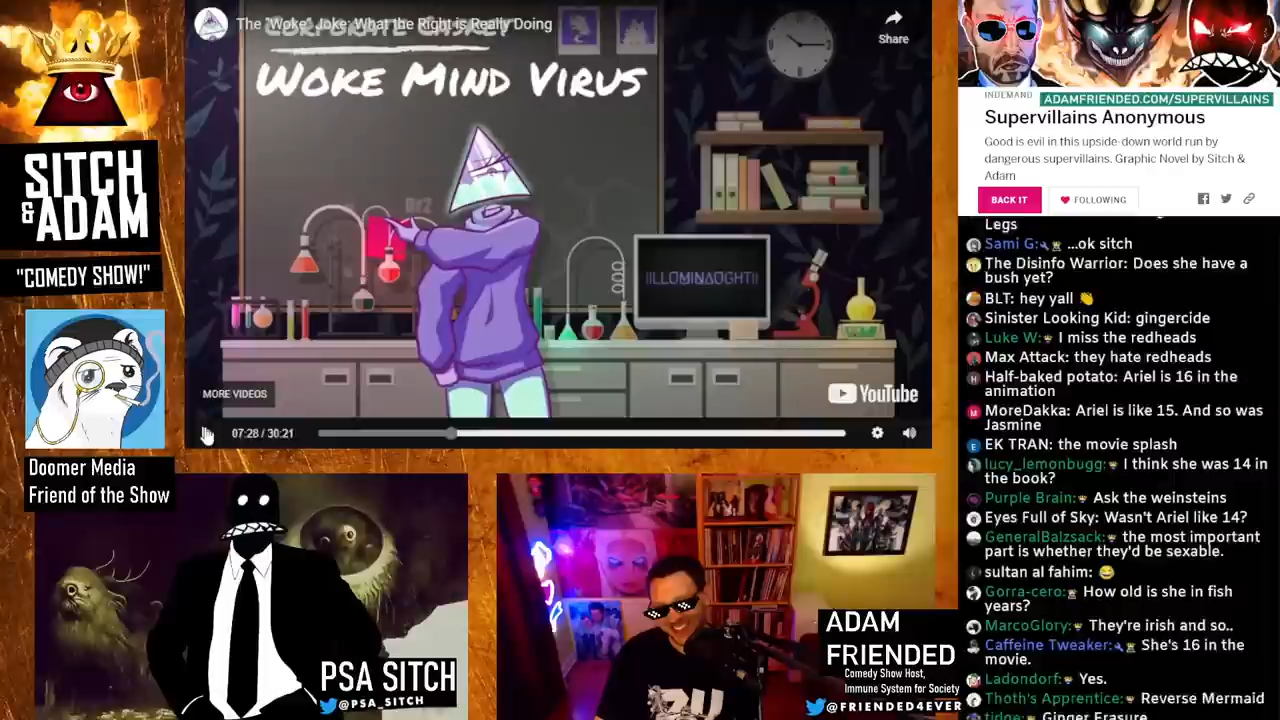 The "Woke" Joke: What the Right is Really Doing
CORPORATE CASKET
WOKE MIND VIRUS
Share
Br2
IILLUMINAUGHTII
MORE VIDEOS
YouTube
07:28 / 30:21
SITCH
& ADAM
"COMEDY SHOW!"
Doomer Media
Friend of the Show
PSA SITCH
@PSA_SITCH
ADAM
FRIENDED
Comedy Show Host,
Immune System for Society
@FRIENDED4EVER
INDEMAND
ADAMFRIENDED.COM/SUPERVILLAINS
Supervillains Anonymous
Good is evil in this upside-down world run by
dangerous supervillains. Graphic Novel by Sitch &
Adam
BACK IT
FOLLOWING
Legs
Sami G: ...ok sitch
The Disinfo Warrior: Does she have a
bush yet?
BLT: hey yall 👋
Sinister Looking Kid: gingercide
Luke W: I miss the redheads
Max Attack: they hate redheads
Half-baked potato: Ariel is 16 in the
animation
MoreDakka: Ariel is like 15. And so was
Jasmine
EK TRAN: the movie splash
lucy_lemonbugg: I think she was 14 in
the book?
Purple Brain: Ask the weinsteins
Eyes Full of Sky: Wasn't Ariel like 14?
GeneralBalzsack: the most important
part is whether they'd be sexable.
sultan al fahim: 😂
Gorra-cero: How old is she in fish
years?
MarcoGlory: They're irish and so..
Caffeine Tweaker: She's 16 in the
movie.
Ladondorf: Yes.
Thoth's Apprentice: Reverse Mermaid
tidge: Ginger Erasure